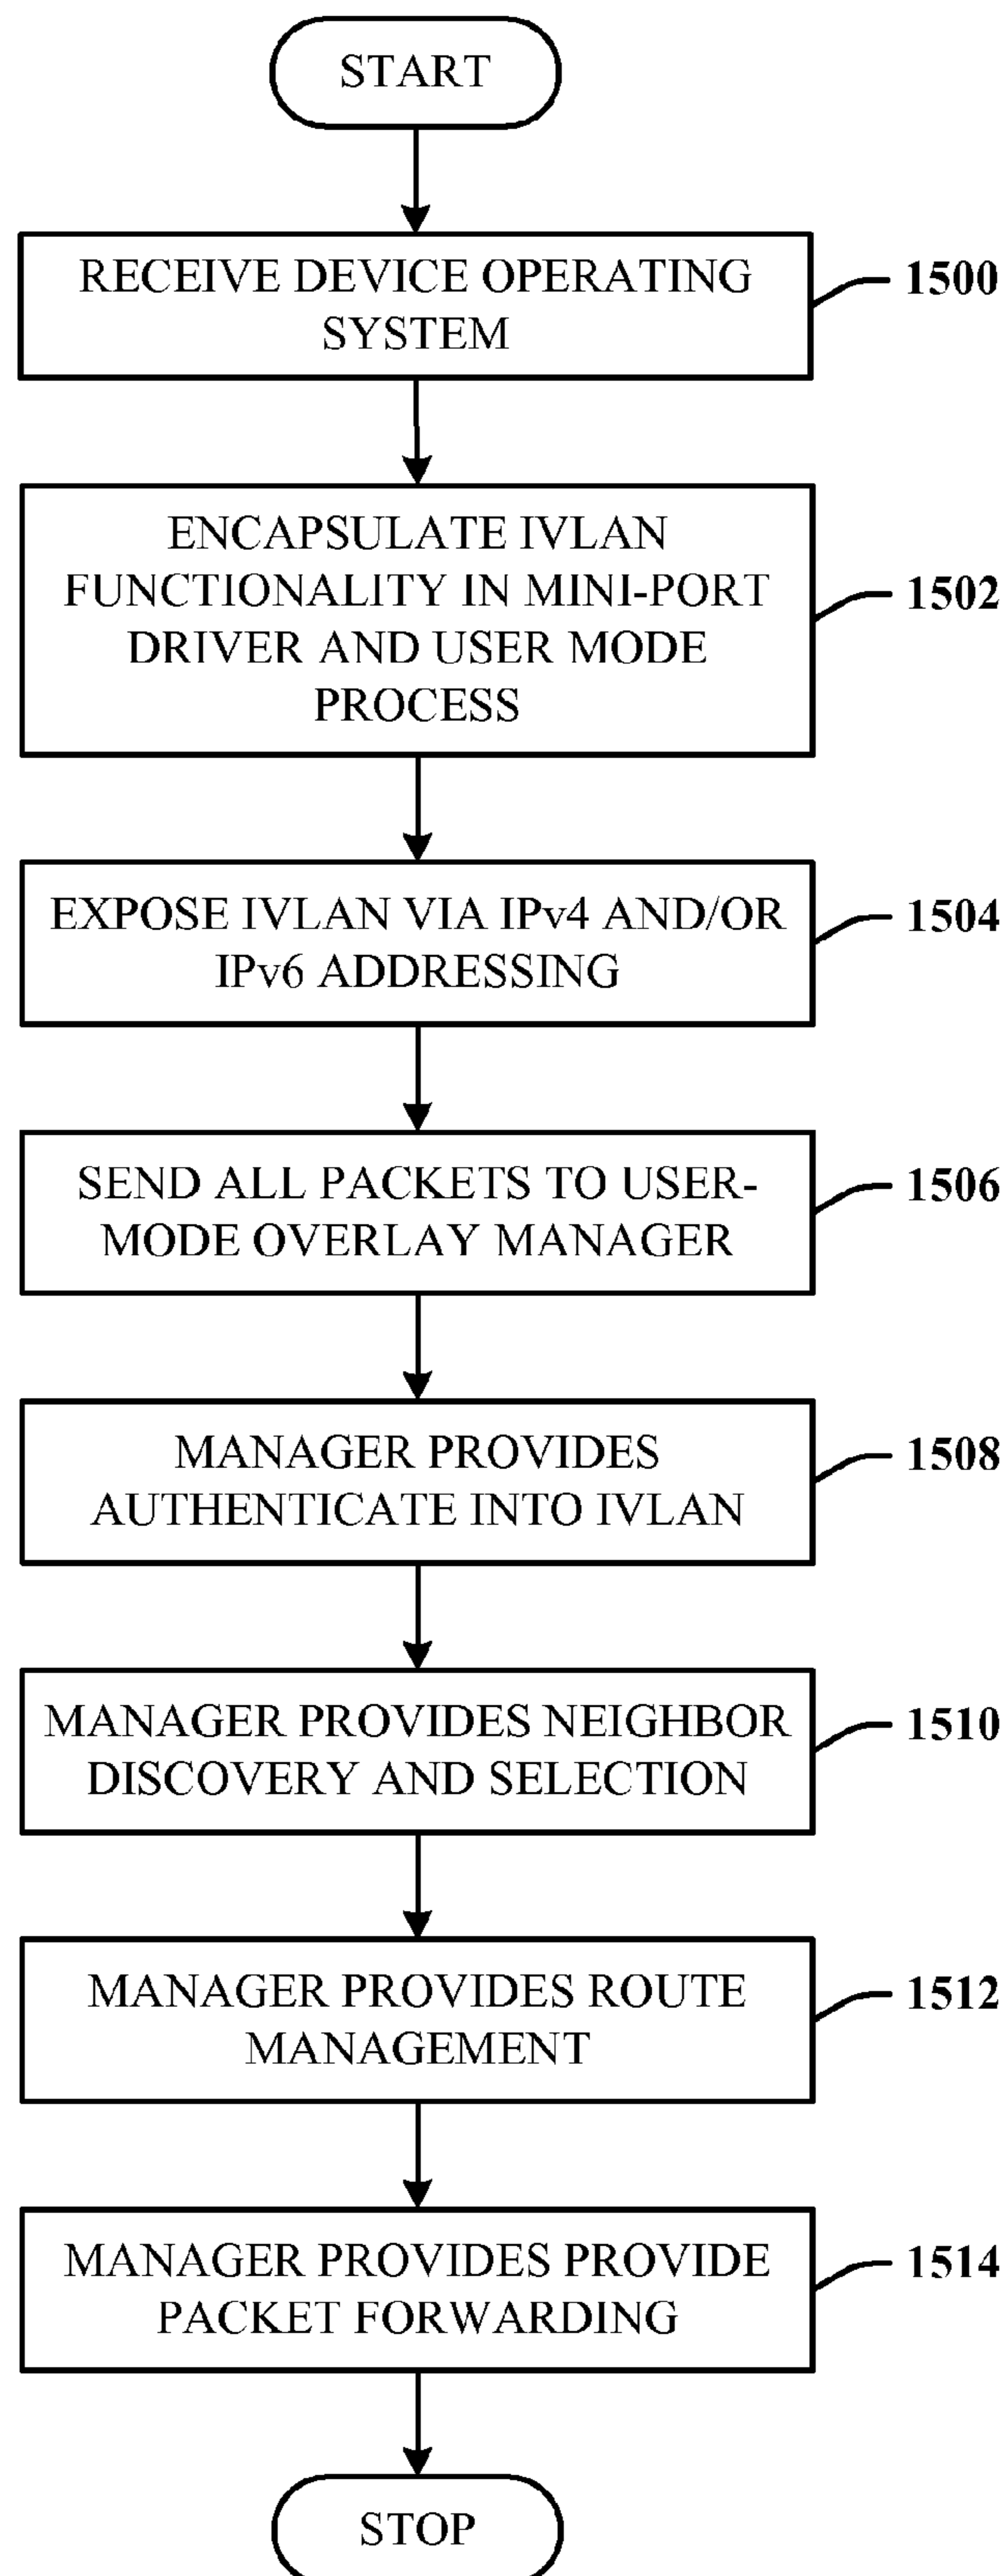 START
RECEIVE DEVICE OPERATING
SYSTEM
1500
ENCAPSULATE IVLAN
FUNCTIONALITY IN MINI-PORT
DRIVER AND USER MODE
PROCESS
1502
EXPOSE IVLAN VIA IPv4 AND/OR
IPv6 ADDRESSING
1504
SEND ALL PACKETS TO USER-
MODE OVERLAY MANAGER
1506
MANAGER PROVIDES
AUTHENTICATE INTO IVLAN
1508
MANAGER PROVIDES NEIGHBOR
DISCOVERY AND SELECTION
1510
MANAGER PROVIDES ROUTE
MANAGEMENT
1512
MANAGER PROVIDES PROVIDE
PACKET FORWARDING
1514
STOP